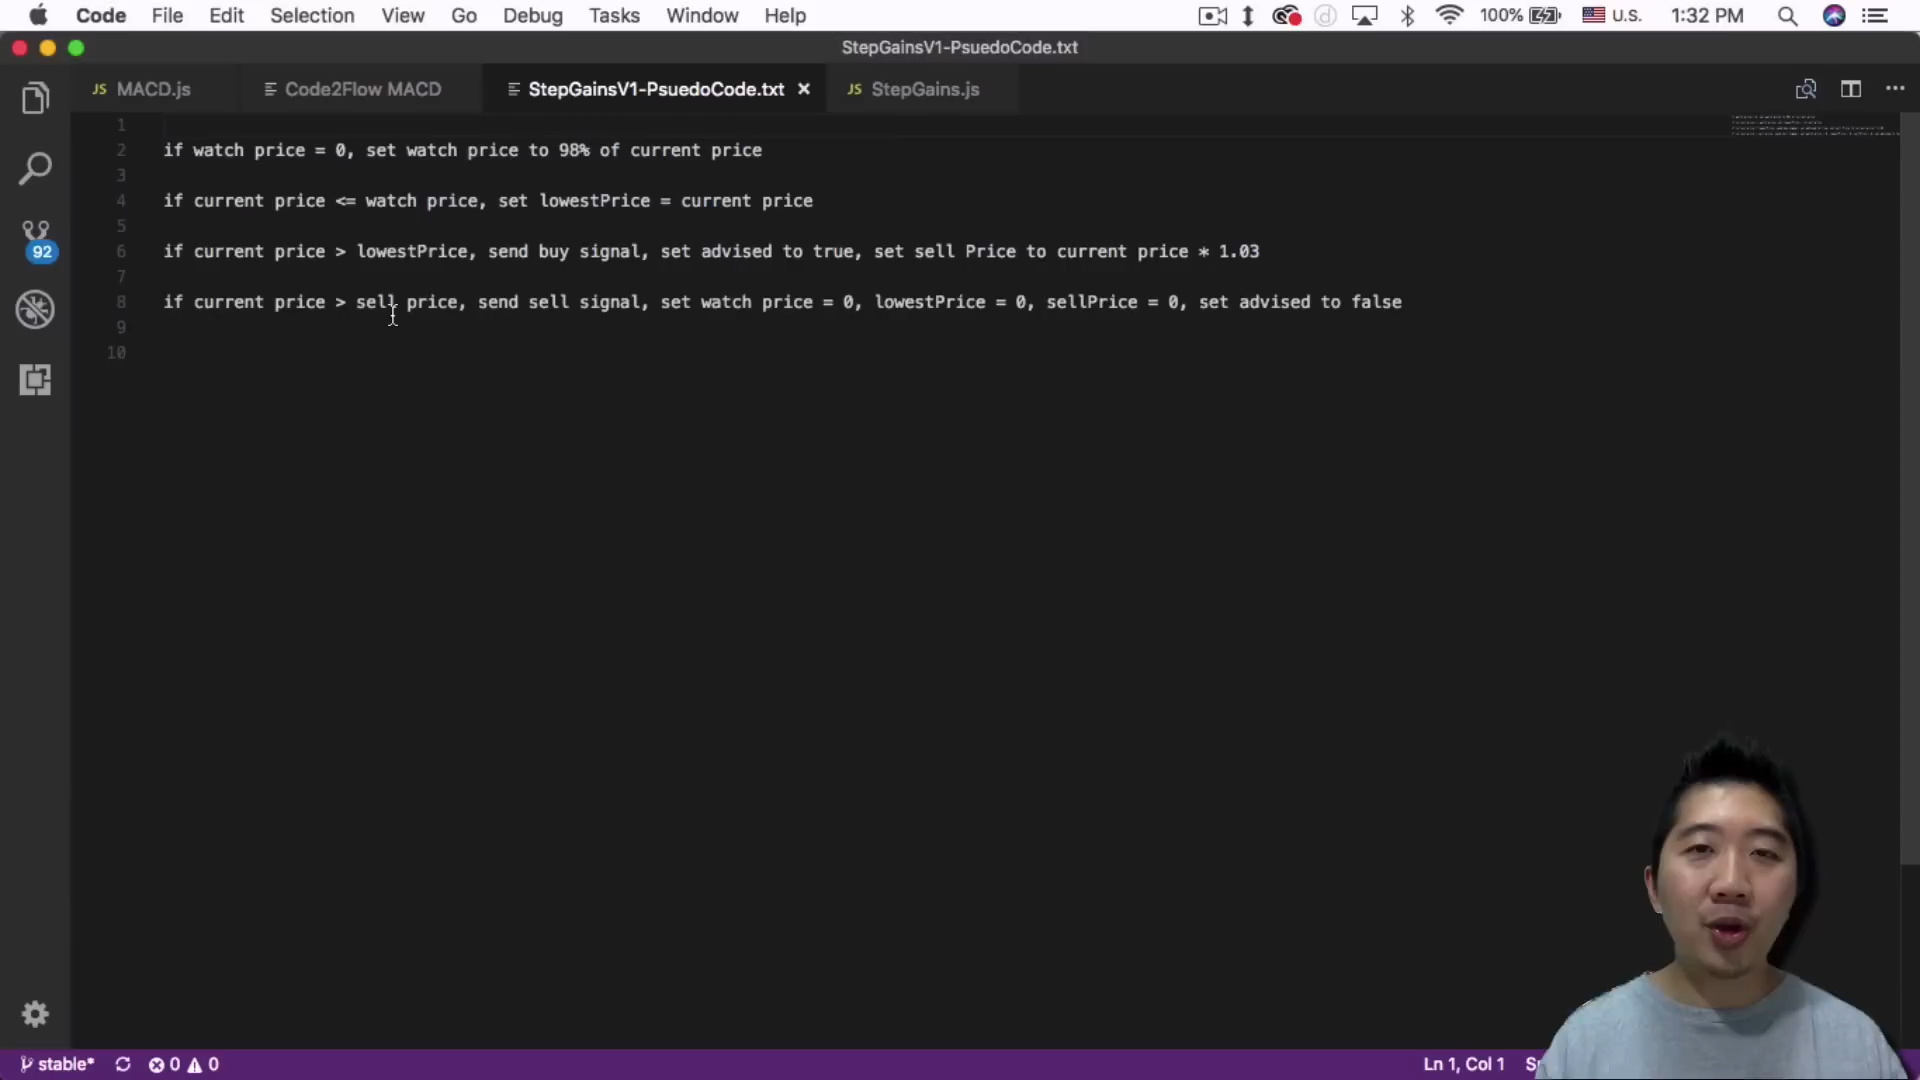 Code File Edit Selection View Go Debug Tasks Window Help 100% U.S. 1:32 PM
StepGainsV1-PsuedoCode.txt
JS MACD.js Code2Flow MACD StepGainsV1-PsuedoCode.txt JS StepGains.js
1
2 if watch price = 0, set watch price to 98% of current price
3
4 if current price <= watch price, set lowestPrice = current price
5
6 if current price > lowestPrice, send buy signal, set advised to true, set sell Price to current price * 1.03
7
8 if current price > sell price, send sell signal, set watch price = 0, lowestPrice = 0, sellPrice = 0, set advised to false
9
10
92
stable* 0 0 Ln 1, Col 1